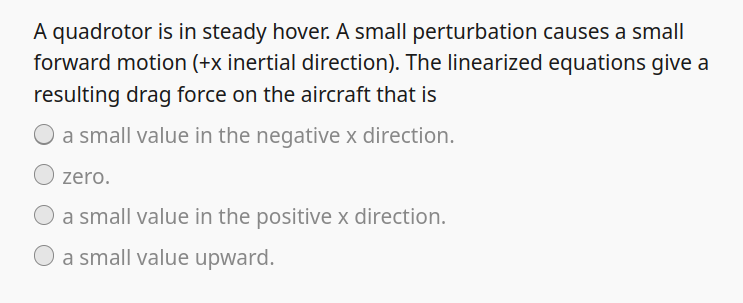 A quadrotor is in steady hover. A small perturbation causes a small
forward motion (+x inertial direction). The linearized equations give a
resulting drag force on the aircraft that is
a small value in the negative x direction.
zero.
a small value in the positive x direction.
a small value upward.